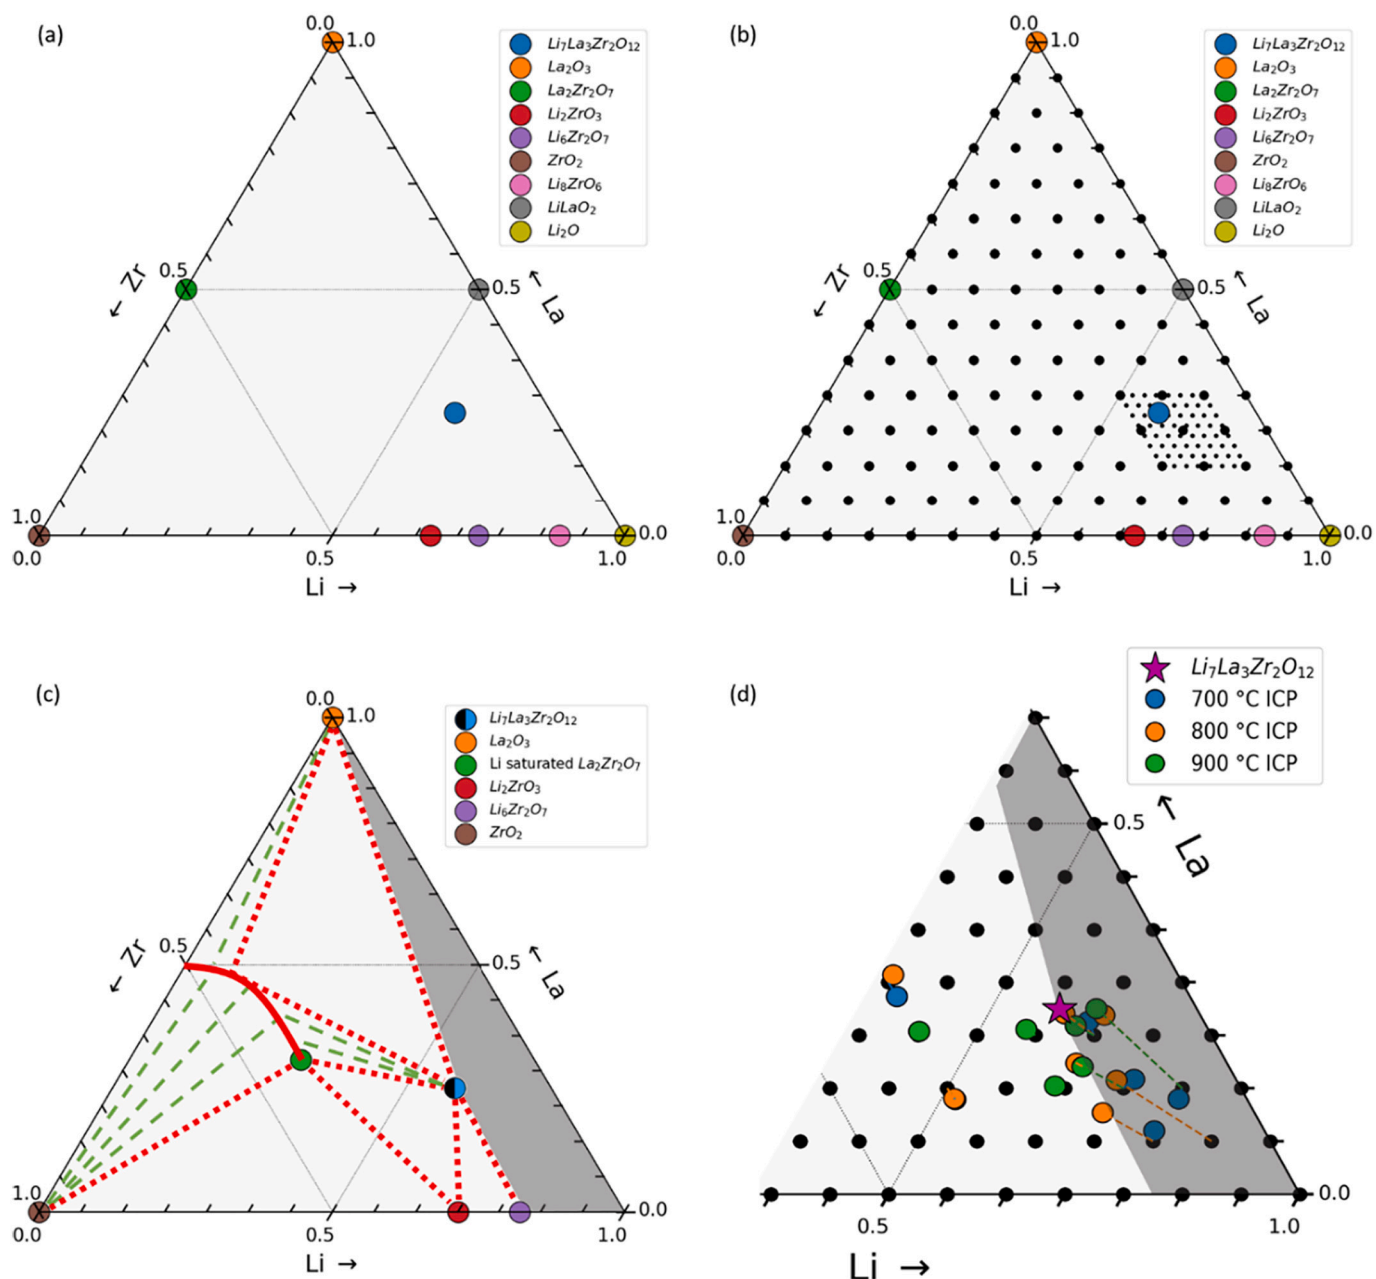 (a)
0.0
1.0
Li₇La₃Zr₂O₁₂
La₂O₃
La₂Zr₂O₇
Li₂ZrO₃
Li₆Zr₂O₇
ZrO₂
Li₈ZrO₆
LiLaO₂
Li₂O
← Zr
0.5
0.5
← La
1.0
0.0
0.0
0.5
1.0
Li →
(b)
0.0
1.0
Li₇La₃Zr₂O₁₂
La₂O₃
La₂Zr₂O₇
Li₂ZrO₃
Li₆Zr₂O₇
ZrO₂
Li₈ZrO₆
LiLaO₂
Li₂O
← Zr
0.5
0.5
← La
1.0
0.0
0.0
0.5
1.0
Li →
(c)
0.0
1.0
Li₇La₃Zr₂O₁₂
La₂O₃
Li saturated La₂Zr₂O₇
Li₂ZrO₃
Li₆Zr₂O₇
ZrO₂
← Zr
0.5
0.5
← La
1.0
0.0
0.0
0.5
1.0
Li →
(d)
Li₇La₃Zr₂O₁₂
700 °C ICP
800 °C ICP
900 °C ICP
0.5
← La
0.0
0.5
1.0
Li →